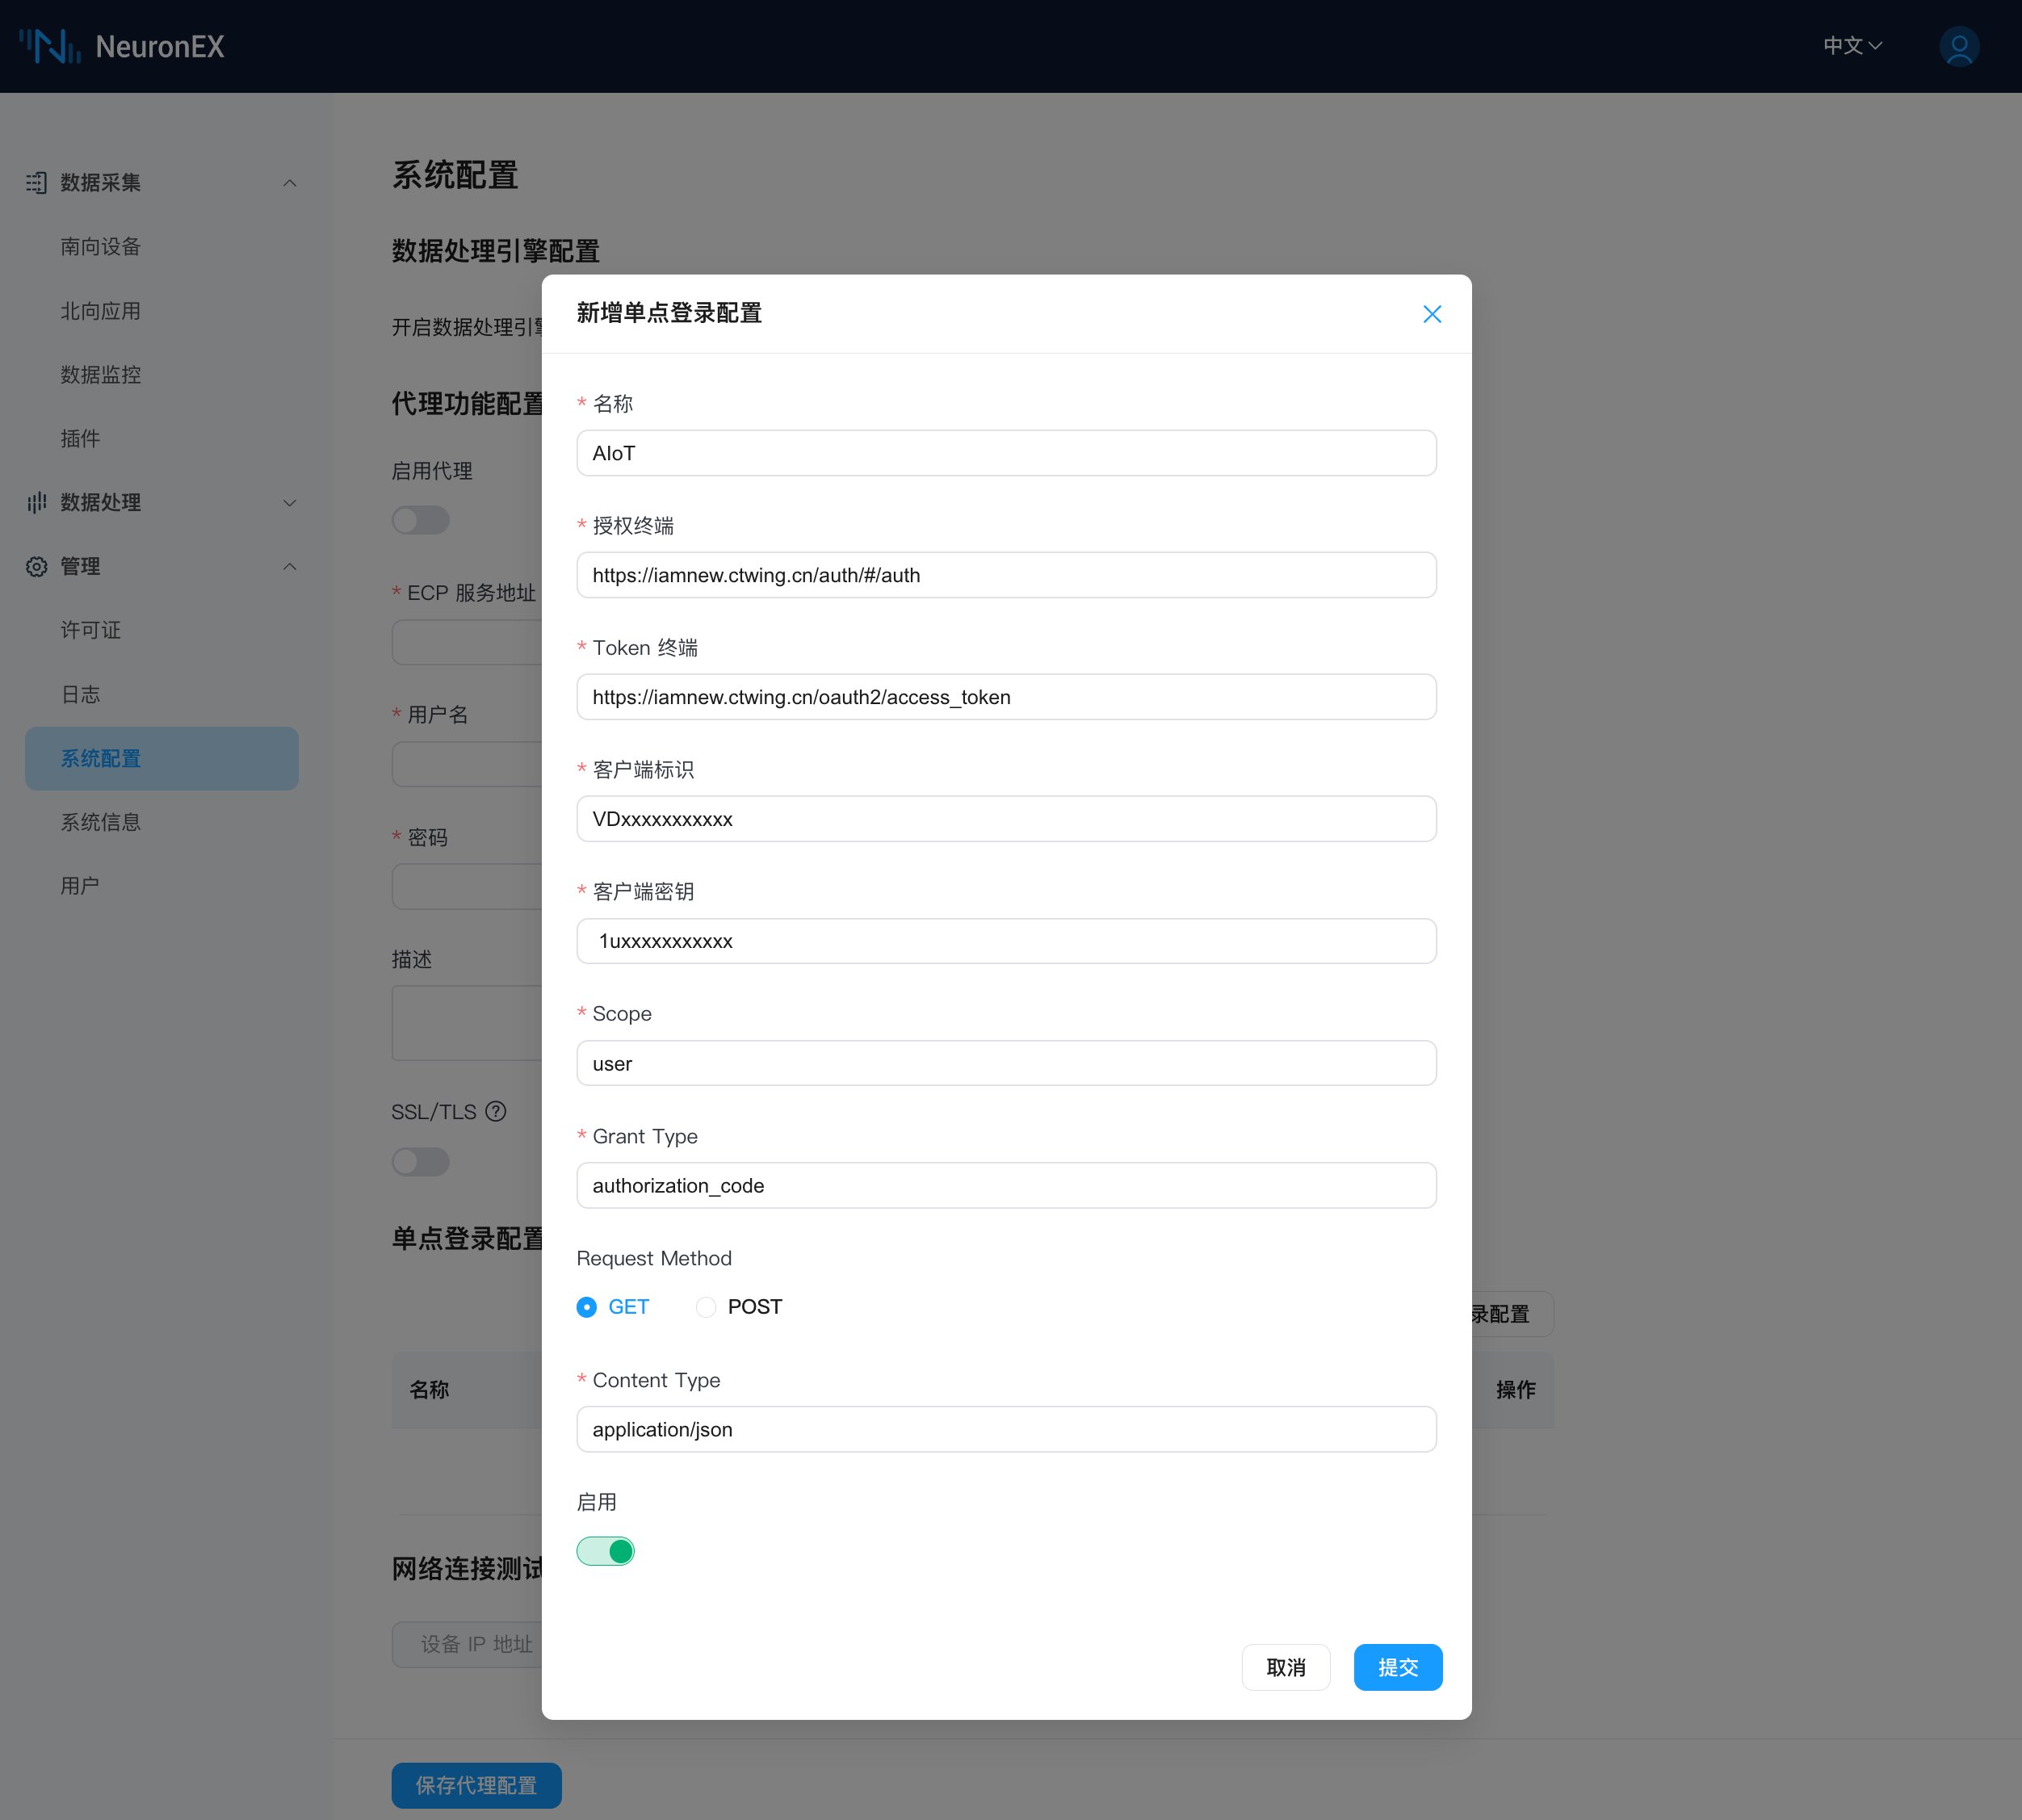 NeuronEX
中文
数据采集
南向设备
北向应用
数据监控
插件
数据处理
管理
许可证
日志
系统配置
系统信息
用户
系统配置
数据处理引擎配置
开启数据处理引擎
代理功能配置
启用代理
* ECP 服务地址
* 用户名
* 密码
描述
SSL/TLS ?
单点登录配置
录配置
名称
操作
网络连接测试
设备 IP 地址
保存代理配置
新增单点登录配置
* 名称
AIoT
* 授权终端
https://iamnew.ctwing.cn/auth/#/auth
* Token 终端
https://iamnew.ctwing.cn/oauth2/access_token
* 客户端标识
VDxxxxxxxxxxx
* 客户端密钥
1uxxxxxxxxxxx
* Scope
user
* Grant Type
authorization_code
Request Method
GET POST
* Content Type
application/json
启用
取消 提交